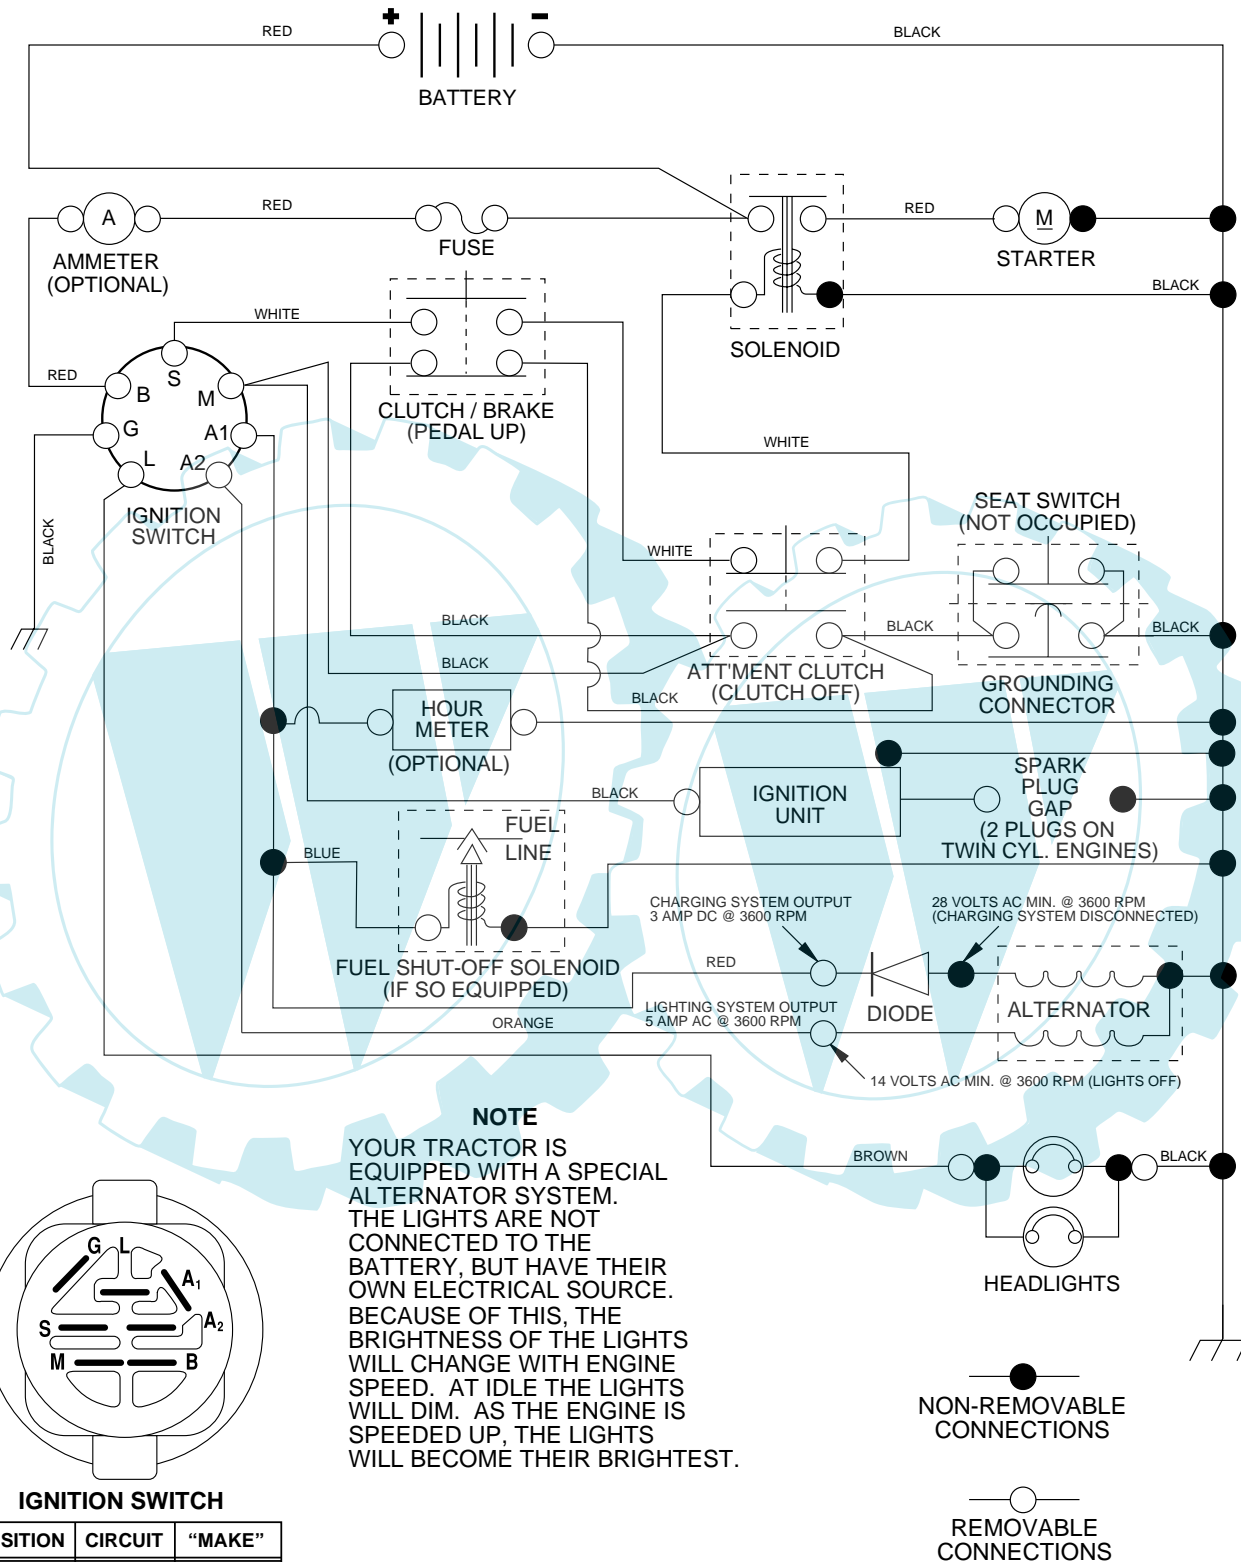 + -
RED
BLACK
BATTERY
A
RED
FUSE
RED
M
STARTER
AMMETER
(OPTIONAL)
BLACK
WHITE
SOLENOID
RED
S
B
M
G
A1
L
A2
CLUTCH / BRAKE
(PEDAL UP)
WHITE
IGNITION
SWITCH
BLACK
SEAT SWITCH
(NOT OCCUPIED)
WHITE
BLACK
BLACK
BLACK
BLACK
ATT'MENT CLUTCH
(CLUTCH OFF)
BLACK
GROUNDING
CONNECTOR
HOUR
METER
(OPTIONAL)
BLACK
IGNITION
UNIT
SPARK
PLUG
GAP
(2 PLUGS ON
TWIN CYL. ENGINES)
FUEL
LINE
BLUE
FUEL SHUT-OFF SOLENOID
(IF SO EQUIPPED)
CHARGING SYSTEM OUTPUT
3 AMP DC @ 3600 RPM
28 VOLTS AC MIN. @ 3600 RPM
(CHARGING SYSTEM DISCONNECTED)
RED
DIODE
ALTERNATOR
LIGHTING SYSTEM OUTPUT
5 AMP AC @ 3600 RPM
ORANGE
14 VOLTS AC MIN. @ 3600 RPM (LIGHTS OFF)
NOTE
YOUR TRACTOR IS
EQUIPPED WITH A SPECIAL
ALTERNATOR SYSTEM.
THE LIGHTS ARE NOT
CONNECTED TO THE
BATTERY, BUT HAVE THEIR
OWN ELECTRICAL SOURCE.
BECAUSE OF THIS, THE
BRIGHTNESS OF THE LIGHTS
WILL CHANGE WITH ENGINE
SPEED. AT IDLE THE LIGHTS
WILL DIM. AS THE ENGINE IS
SPEEDED UP, THE LIGHTS
WILL BECOME THEIR BRIGHTEST.
BROWN
BLACK
HEADLIGHTS
G L
A1
A2
S
M
B
IGNITION SWITCH
SITION CIRCUIT "MAKE"
NON-REMOVABLE
CONNECTIONS
REMOVABLE
CONNECTIONS